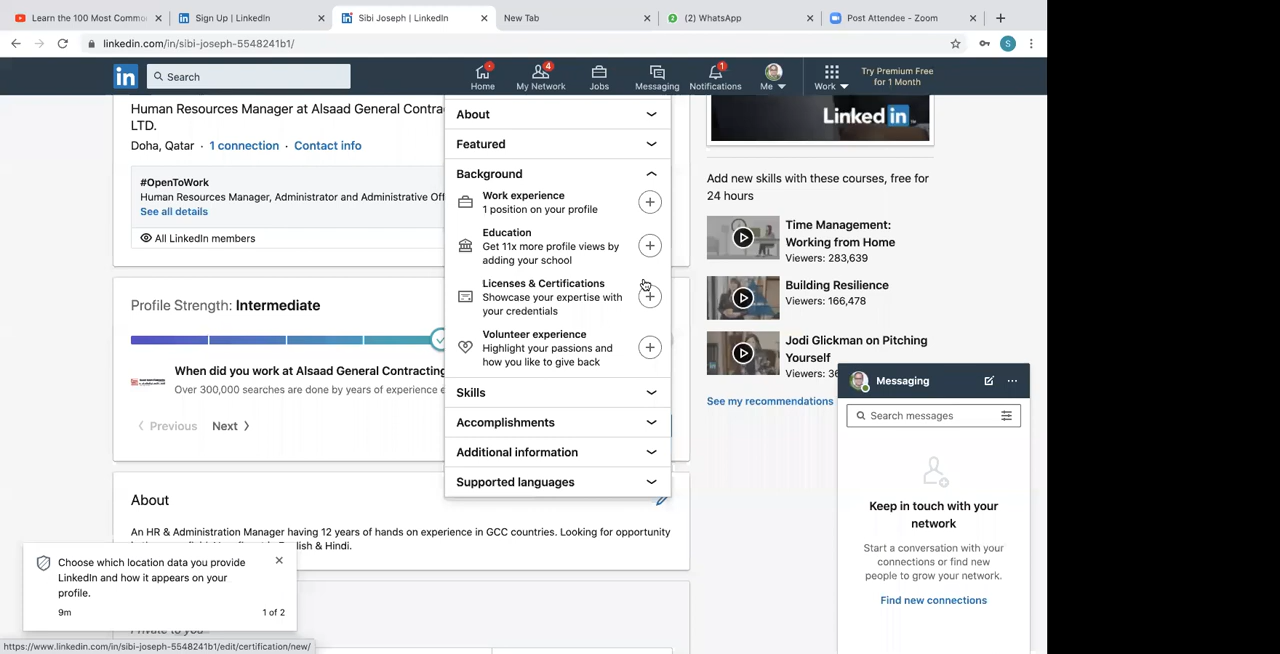 Learn the 100 Most Commo
Sign Up | LinkedIn
Sibi Joseph | LinkedIn
New Tab
(2) WhatsApp
Post Attendee - Zoom
linkedin.com/in/sibi-joseph-5548241b1/
S
in
Search
Home
4
My Network
Jobs
Messaging
1
Notifications
Me
Work
Try Premium Free
for 1 Month
Human Resources Manager at Alsaad General Contrac
LTD.
Doha, Qatar · 1 connection · Contact info
#OpenToWork
Human Resources Manager, Administrator and Administrative Off
See all details
All LinkedIn members
Profile Strength: Intermediate
When did you work at Alsaad General Contracting
Over 300,000 searches are done by years of experience e
Previous Next
About
An HR & Administration Manager having 12 years of hands on experience in GCC countries. Looking for opportunity
lish & Hindi.
Choose which location data you provide
LinkedIn and how it appears on your
profile.
9m
1 of 2
Private to you
https://www.linkedin.com/in/sibi-joseph-5548241b1/edit/certification/new/
About
Featured
Background
Work experience
1 position on your profile
Education
Get 11x more profile views by
adding your school
Licenses & Certifications
Showcase your expertise with
your credentials
Volunteer experience
Highlight your passions and
how you like to give back
Skills
Accomplishments
Additional information
Supported languages
Linked in
Add new skills with these courses, free for
24 hours
Time Management:
Working from Home
Viewers: 283,639
Building Resilience
Viewers: 166,478
Jodi Glickman on Pitching
Yourself
Viewers: 36
See my recommendations
Messaging
Search messages
Keep in touch with your
network
Start a conversation with your
connections or find new
people to grow your network.
Find new connections